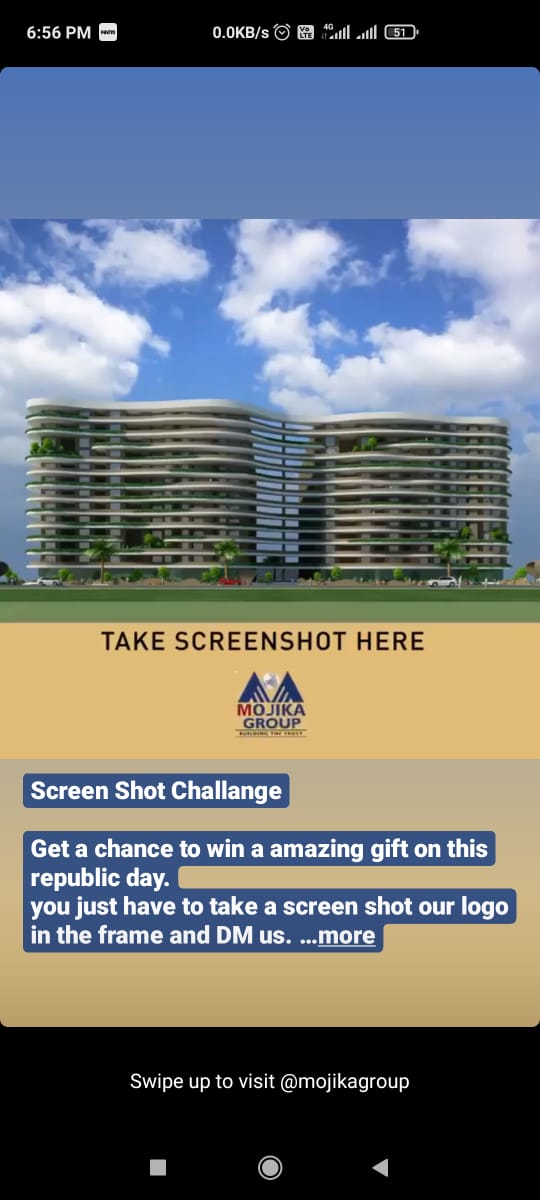 6:56 PM
0.0KB/s
4G
Vo
LTE
51
TAKE SCREENSHOT HERE
MOJIKA
GROUP
BUILDING THE TRUST
Screen Shot Challange
Get a chance to win a amazing gift on this
republic day.
you just have to take a screen shot our logo
in the frame and DM us. ...more
Swipe up to visit @mojikagroup